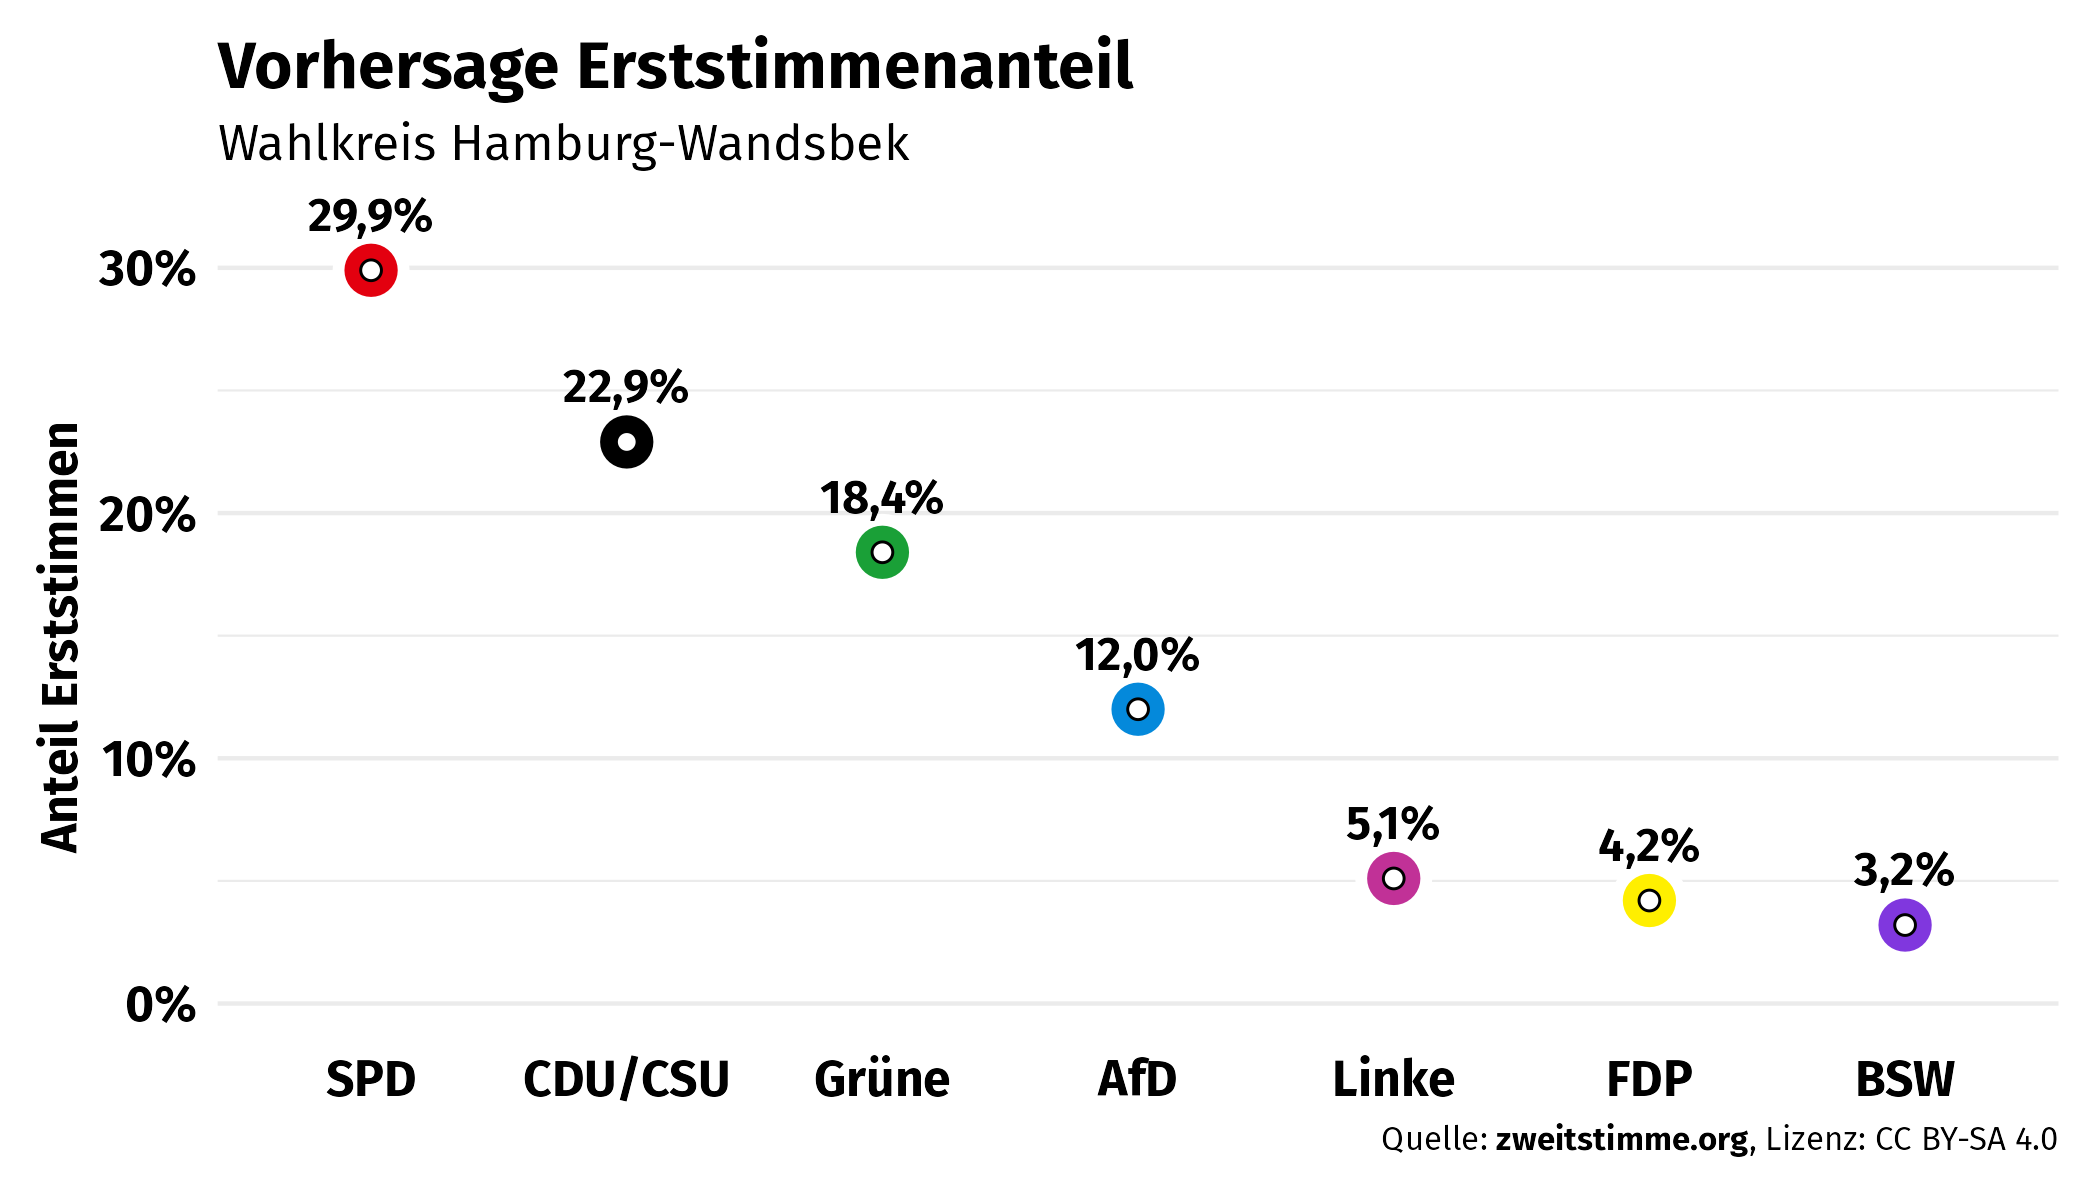 Vorhersage Erststimmenanteil
Wahlkreis Hamburg-Wandsbek
Anteil Erststimmen
30%
20%
10%
0%
29,9%
22,9%
18,4%
12,0%
5,1%
4,2%
3,2%
SPD CDU/CSU Grüne AfD Linke FDP BSW
Quelle: zweitstimme.org, Lizenz: CC BY-SA 4.0